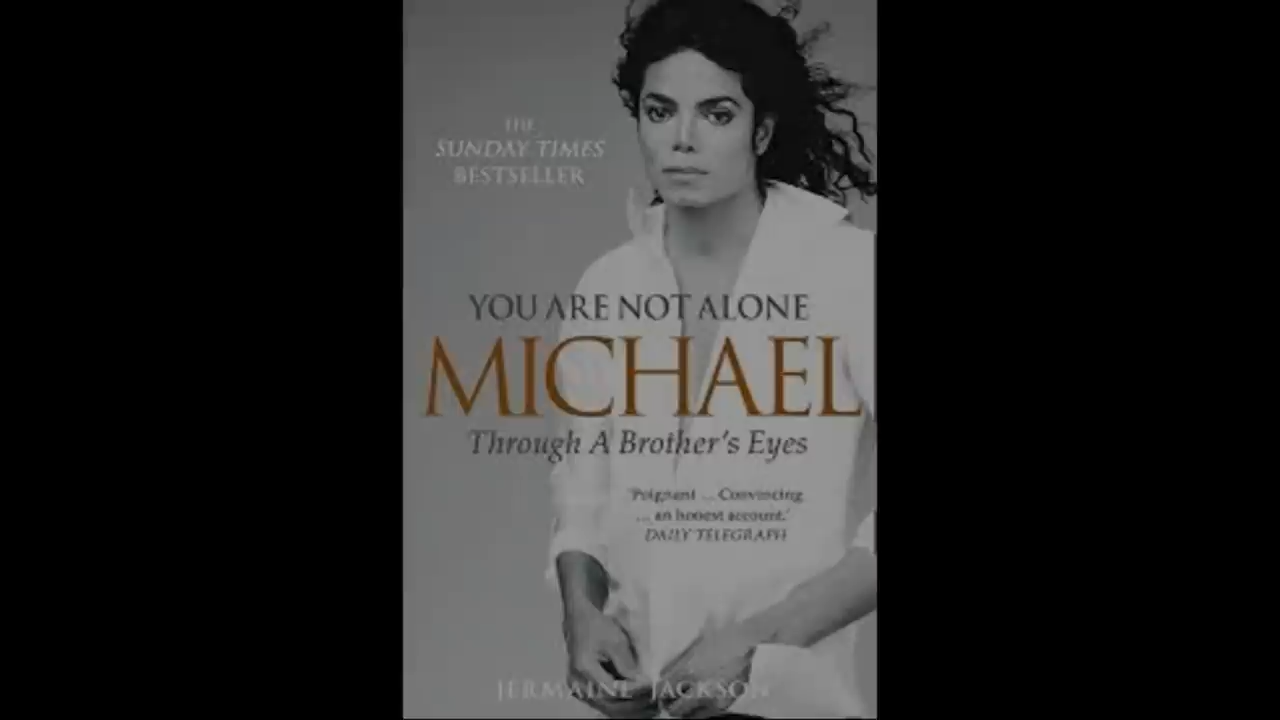 THE
SUNDAY TIMES
BESTSELLER
YOU ARE NOT ALONE
MICHAEL
Through A Brother's Eyes
'Poignant ... Convincing
... an honest account.'
DAILY TELEGRAPH
JERMAINE JACKSON